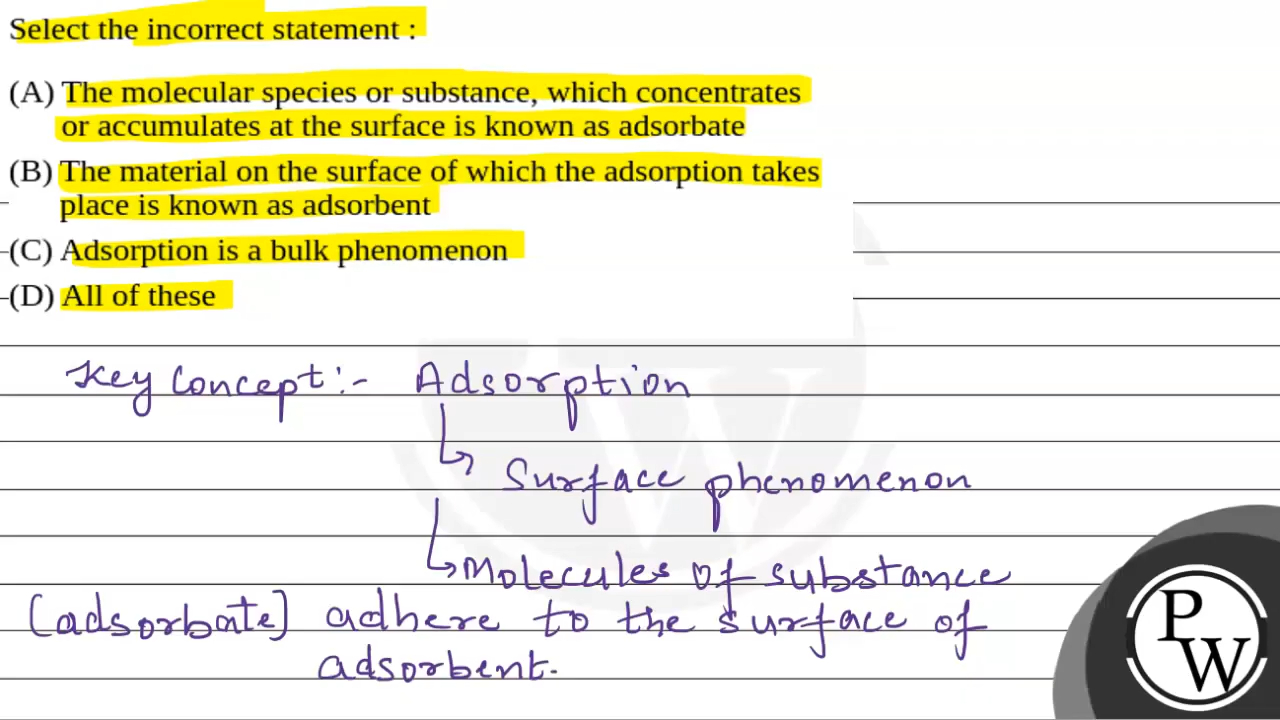 Select the incorrect statement :
(A) The molecular species or substance, which concentrates
or accumulates at the surface is known as adsorbate
(B) The material on the surface of which the adsorption takes
place is known as adsorbent
(C) Adsorption is a bulk phenomenon
(D) All of these
Key Concept :- Adsorption
↳ Surface phenomenon
↳ Molecules of substance
[adsorbate] adhere to the surface of
adsorbent.
P
W